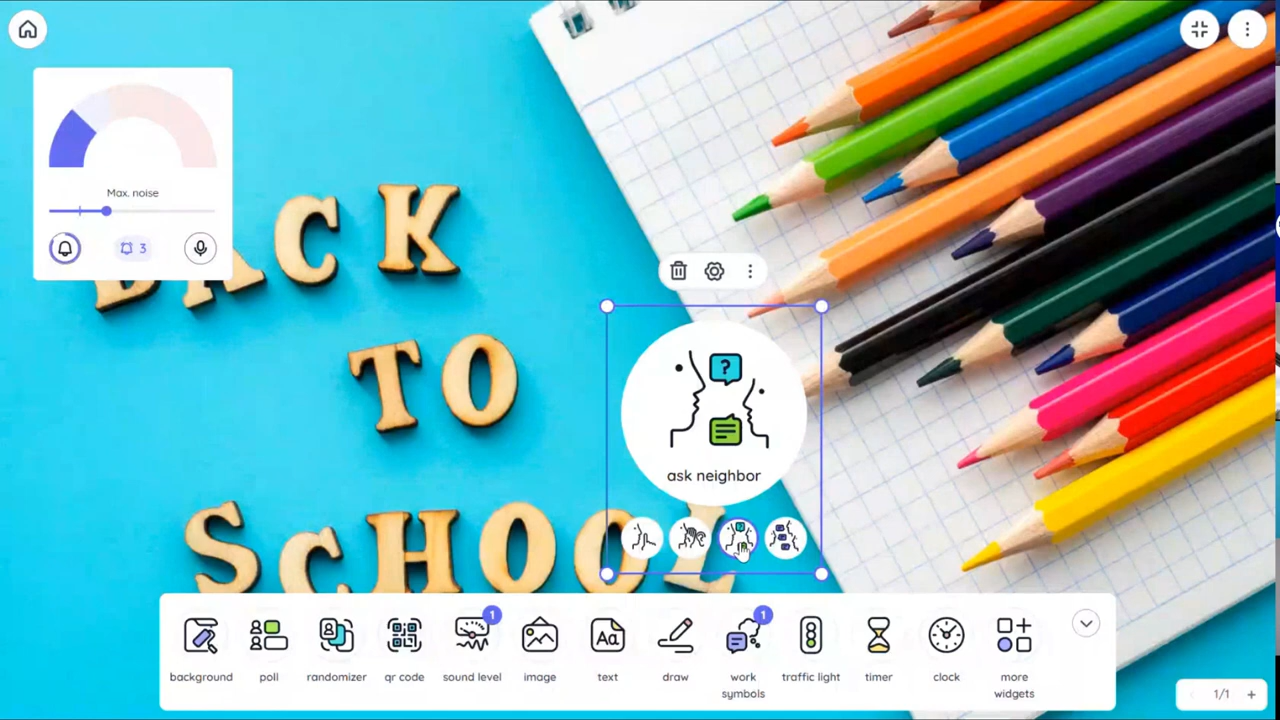 Max. noise
3
BACK
TO
ScHOOL
?
ask neighbor
1
1
Aa
background
poll
randomizer
qr code
sound level
image
text
draw
work
symbols
traffic light
timer
clock
more
widgets
1/1